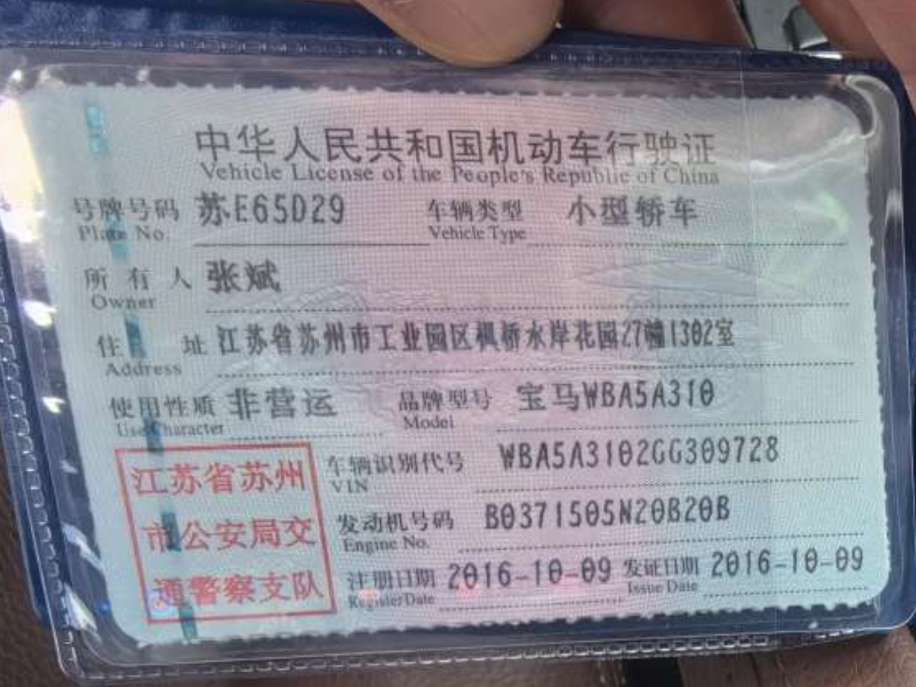 中华人民共和国机动车行驶证
Vehicle License of the People's Republic of China
号牌号码 苏E65D29 车辆类型 小型轿车
Plate No. Vehicle Type
所有人 张斌
Owner
住址 江苏省苏州市工业园区枫桥水岸花园27幢1302室
Address
使用性质 非营运 品牌型号 宝马WBA5A310
Use Character Model
江苏省苏州
市公安局交
通警察支队
车辆识别代号 WBA5A3102GG309728
VIN
发动机号码 B0371505N20B20B
Engine No.
注册日期 2016-10-09 发证日期 2016-10-09
Register Date Issue Date